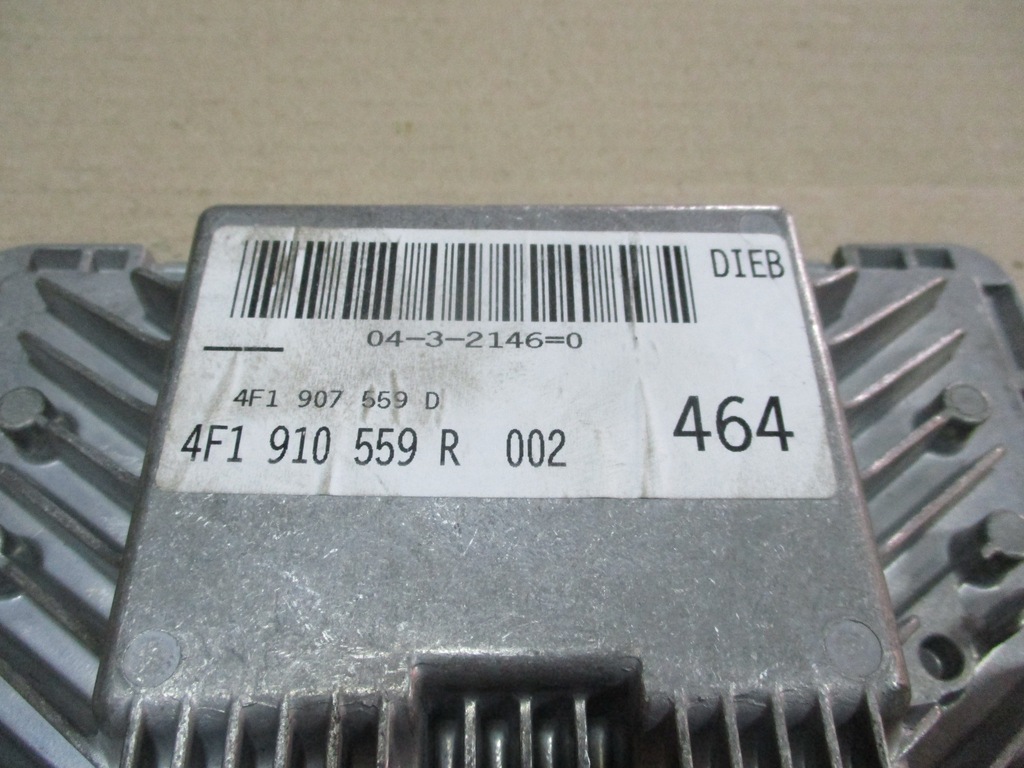 DIEB
04-3-2146=0
4F1 907 559 D
4F1 910 559 R 002
464